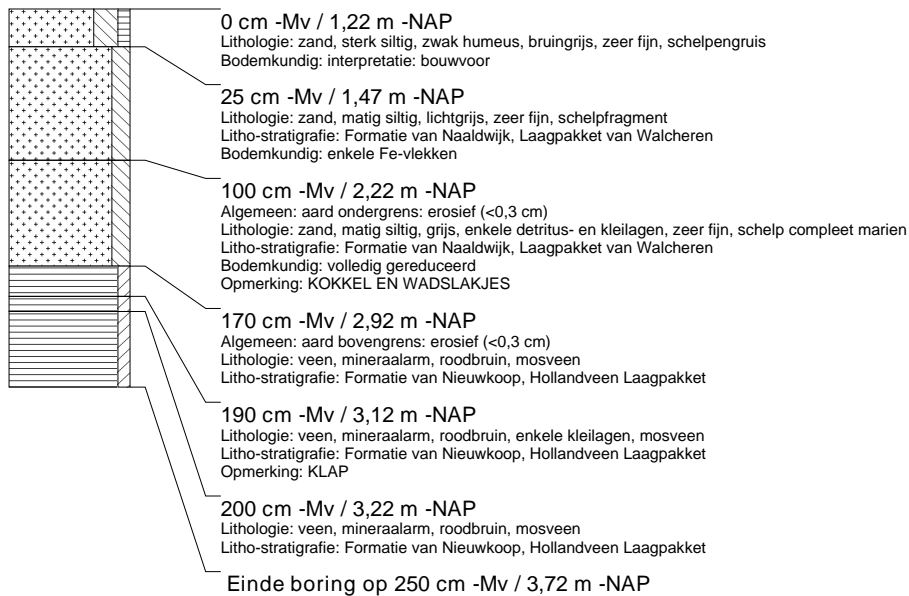 0 cm -Mv / 1,22 m -NAP
Lithologie: zand, sterk siltig, zwak humeus, bruingrijs, zeer fijn, schelpengruis
Bodemkundig: interpretatie: bouwvoor
25 cm -Mv / 1,47 m -NAP
Lithologie: zand, matig siltig, lichtgrijs, zeer fijn, schelpfragment
Litho-stratigrafie: Formatie van Naaldwijk, Laagpakket van Walcheren
Bodemkundig: enkele Fe-vlekken
100 cm -Mv / 2,22 m -NAP
Algemeen: aard ondergrens: erosief (<0,3 cm)
Lithologie: zand, matig siltig, grijs, enkele detritus- en kleilagen, zeer fijn, schelp compleet marien
Litho-stratigrafie: Formatie van Naaldwijk, Laagpakket van Walcheren
Bodemkundig: volledig gereduceerd
Opmerking: KOKKEL EN WADSLAKJES
170 cm -Mv / 2,92 m -NAP
Algemeen: aard bovengrens: erosief (<0,3 cm)
Lithologie: veen, mineraalarm, roodbruin, mosveen
Litho-stratigrafie: Formatie van Nieuwkoop, Hollandveen Laagpakket
190 cm -Mv / 3,12 m -NAP
Lithologie: veen, mineraalarm, roodbruin, enkele kleilagen, mosveen
Litho-stratigrafie: Formatie van Nieuwkoop, Hollandveen Laagpakket
Opmerking: KLAP
200 cm -Mv / 3,22 m -NAP
Lithologie: veen, mineraalarm, roodbruin, mosveen
Litho-stratigrafie: Formatie van Nieuwkoop, Hollandveen Laagpakket
Einde boring op 250 cm -Mv / 3,72 m -NAP